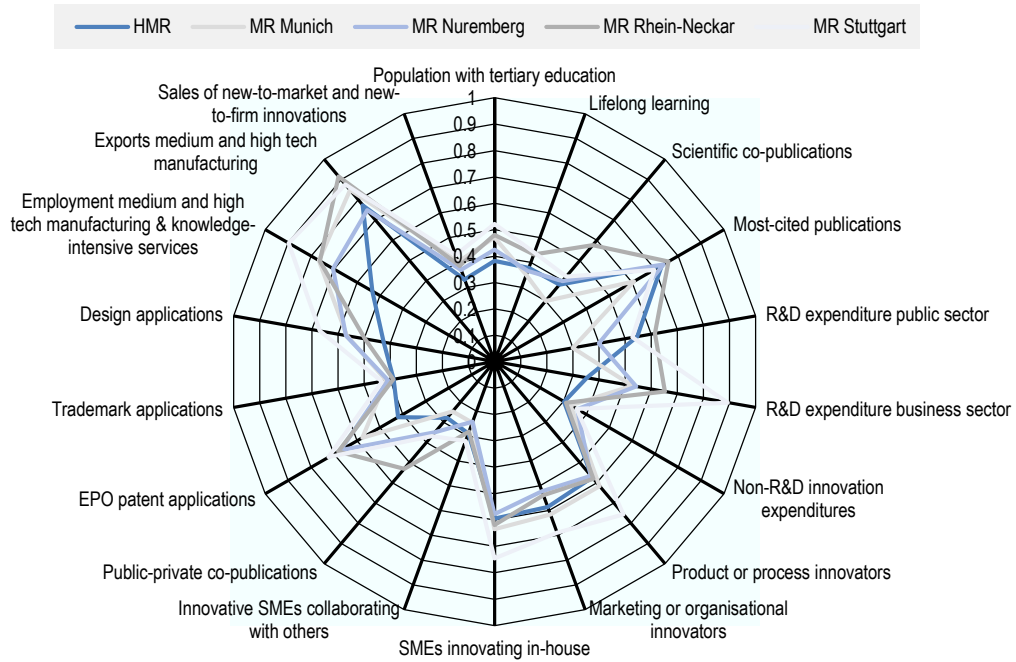 HMR MR Munich MR Nuremberg MR Rhein-Neckar MR Stuttgart
Population with tertiary education
Lifelong learning
Scientific co-publications
Most-cited publications
R&D expenditure public sector
R&D expenditure business sector
Non-R&D innovation
expenditures
Product or process innovators
Marketing or organisational
innovators
SMEs innovating in-house
Innovative SMEs collaborating
with others
Public-private co-publications
EPO patent applications
Trademark applications
Design applications
Employment medium and high
tech manufacturing & knowledge-
intensive services
Exports medium and high tech
manufacturing
Sales of new-to-market and new-
to-firm innovations
1
0.9
0.8
0.7
0.6
0.5
0.4
0.3
0.2
0.1
0